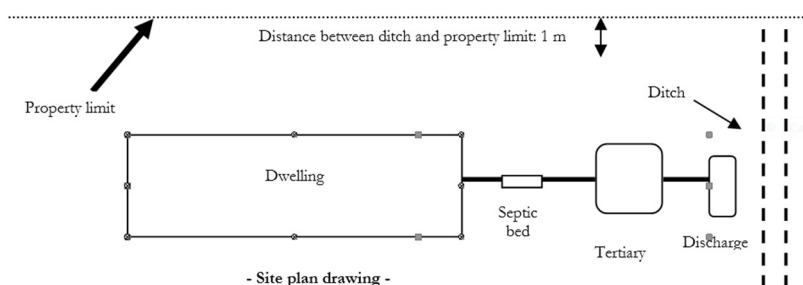 Distance between ditch and property limit: 1 m
Property limit
Ditch
Dwelling
Septic
bed
Tertiary
Discharge
- Site plan drawing -